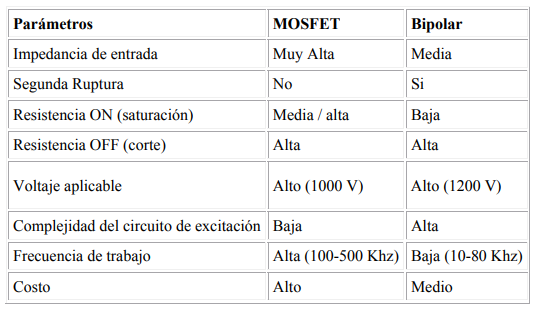 Parámetros MOSFET Bipolar
Impedancia de entrada Muy Alta Media
Segunda Ruptura No Si
Resistencia ON (saturación) Media / alta Baja
Resistencia OFF (corte) Alta Alta
Voltaje aplicable Alto (1000 V) Alto (1200 V)
Complejidad del circuito de excitación Baja Alta
Frecuencia de trabajo Alta (100-500 Khz) Baja (10-80 Khz)
Costo Alto Medio